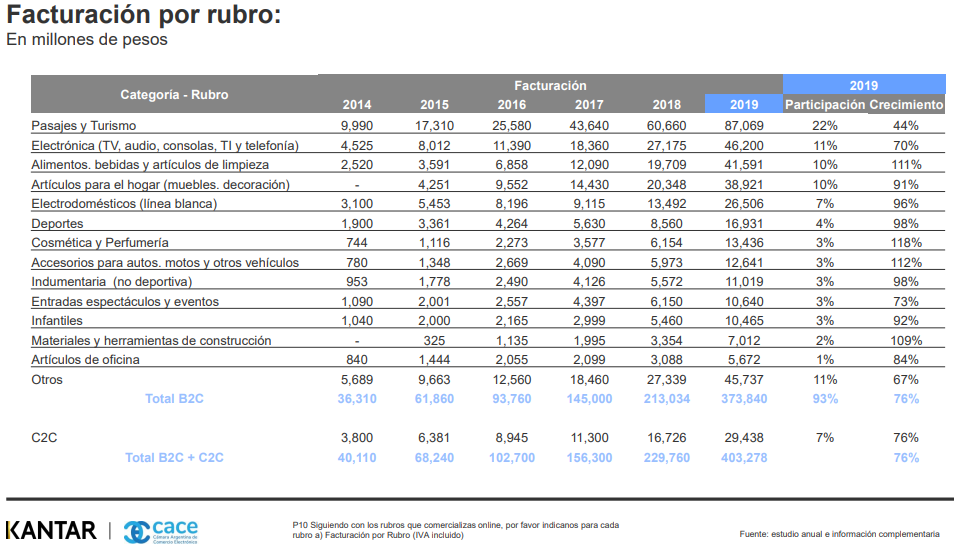 Facturación por rubro:
En millones de pesos
Categoría - Rubro Facturación 2019
2014 2015 2016 2017 2018 2019 Participación Crecimiento
Pasajes y Turismo 9,990 17,310 25,580 43,640 60,660 87,069 22% 44%
Electrónica (TV, audio, consolas, TI y telefonía) 4,525 8,012 11,390 18,360 27,175 46,200 11% 70%
Alimentos. bebidas y artículos de limpieza 2,520 3,591 6,858 12,090 19,709 41,591 10% 111%
Artículos para el hogar (muebles. decoración) - 4,251 9,552 14,430 20,348 38,921 10% 91%
Electrodomésticos (línea blanca) 3,100 5,453 8,196 9,115 13,492 26,506 7% 96%
Deportes 1,900 3,361 4,264 5,630 8,560 16,931 4% 98%
Cosmética y Perfumería 744 1,116 2,273 3,577 6,154 13,436 3% 118%
Accesorios para autos. motos y otros vehículos 780 1,348 2,669 4,090 5,973 12,641 3% 112%
Indumentaria (no deportiva) 953 1,778 2,490 4,126 5,572 11,019 3% 98%
Entradas espectáculos y eventos 1,090 2,001 2,557 4,397 6,150 10,640 3% 73%
Infantiles 1,040 2,000 2,165 2,999 5,460 10,465 3% 92%
Materiales y herramientas de construcción - 325 1,135 1,995 3,354 7,012 2% 109%
Artículos de oficina 840 1,444 2,055 2,099 3,088 5,672 1% 84%
Otros 5,689 9,663 12,560 18,460 27,339 45,737 11% 67%
Total B2C 36,310 61,860 93,760 145,000 213,034 373,840 93% 76%
C2C 3,800 6,381 8,945 11,300 16,726 29,438 7% 76%
Total B2C + C2C 40,110 68,240 102,700 156,300 229,760 403,278 76%
KANTAR | cace
Cámara Argentina de
Comercio Electrónico
P10 Siguiendo con los rubros que comercializas online, por favor indicanos para cada
rubro a) Facturación por Rubro (IVA incluido)
Fuente: estudio anual e información complementaria